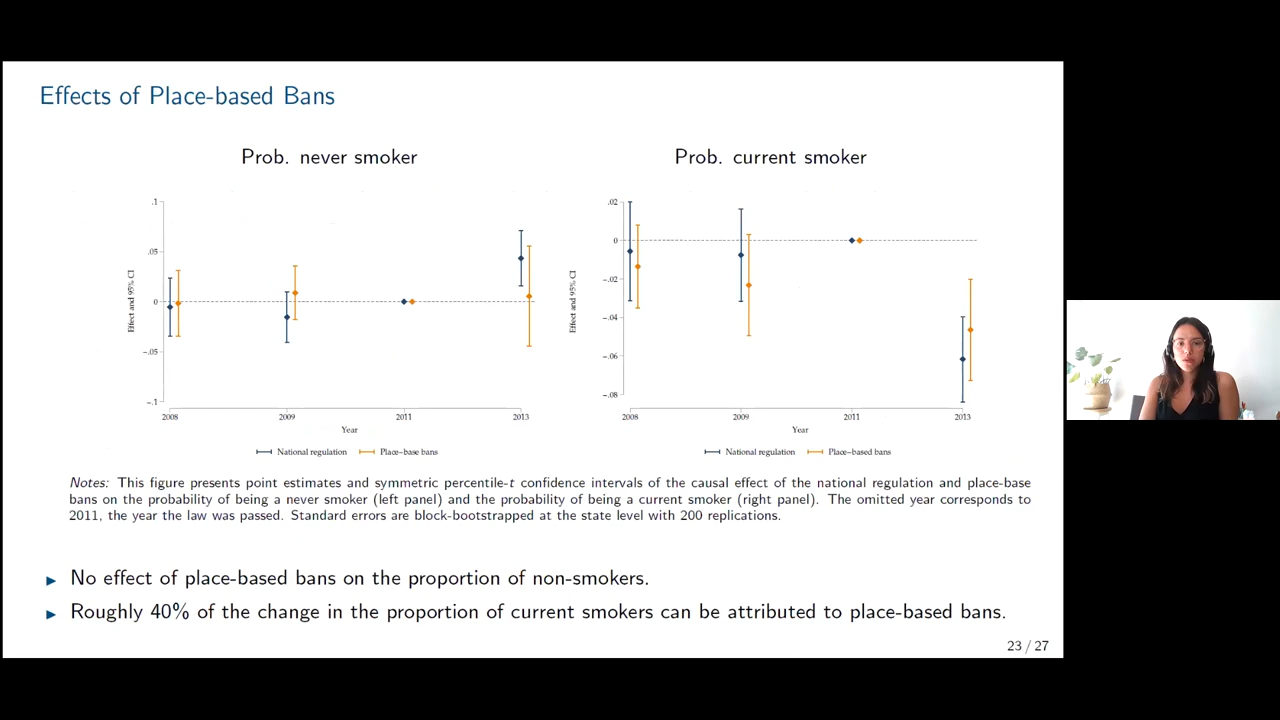 Effects of Place-based Bans
Prob. never smoker
.1
.05
0
-.05
-.1
Effect and 95% CI
2008
2009
2011
2013
Year
National regulation
Place-base bans
Prob. current smoker
.02
0
-.02
-.04
-.06
-.08
Effect and 95% CI
2008
2009
2011
2013
Year
National regulation
Place-based bans
Notes: This figure presents point estimates and symmetric percentile-t confidence intervals of the causal effect of the national regulation and place-base
bans on the probability of being a never smoker (left panel) and the probability of being a current smoker (right panel). The omitted year corresponds to
2011, the year the law was passed. Standard errors are block-bootstrapped at the state level with 200 replications.
▶ No effect of place-based bans on the proportion of non-smokers.
▶ Roughly 40% of the change in the proportion of current smokers can be attributed to place-based bans.
23 / 27